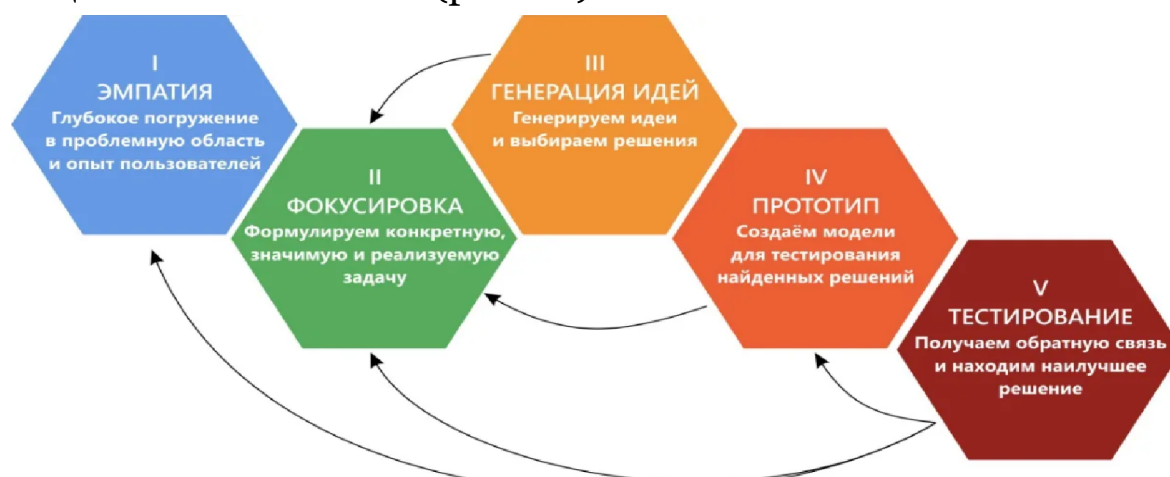 I
ЭМПАТИЯ
Глубокое погружение
в проблемную область
и опыт пользователей
II
ФОКУСИРОВКА
Формулируем конкретную,
значимую и реализуемую
задачу
III
ГЕНЕРАЦИЯ ИДЕЙ
Генерируем идеи
и выбираем решения
IV
ПРОТОТИП
Создаём модели
для тестирования
найденных решений
V
ТЕСТИРОВАНИЕ
Получаем обратную связь
и находим наилучшее
решение